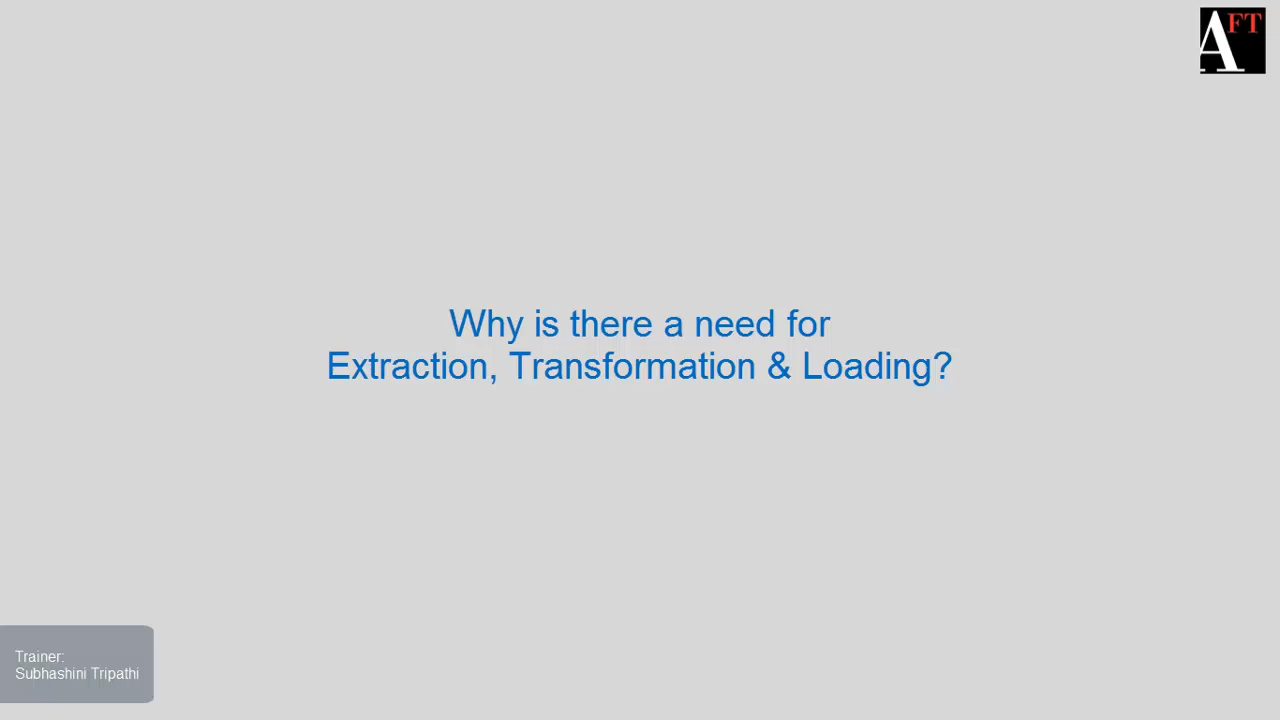 AFT
Why is there a need for
Extraction, Transformation & Loading?
Trainer:
Subhashini Tripathi